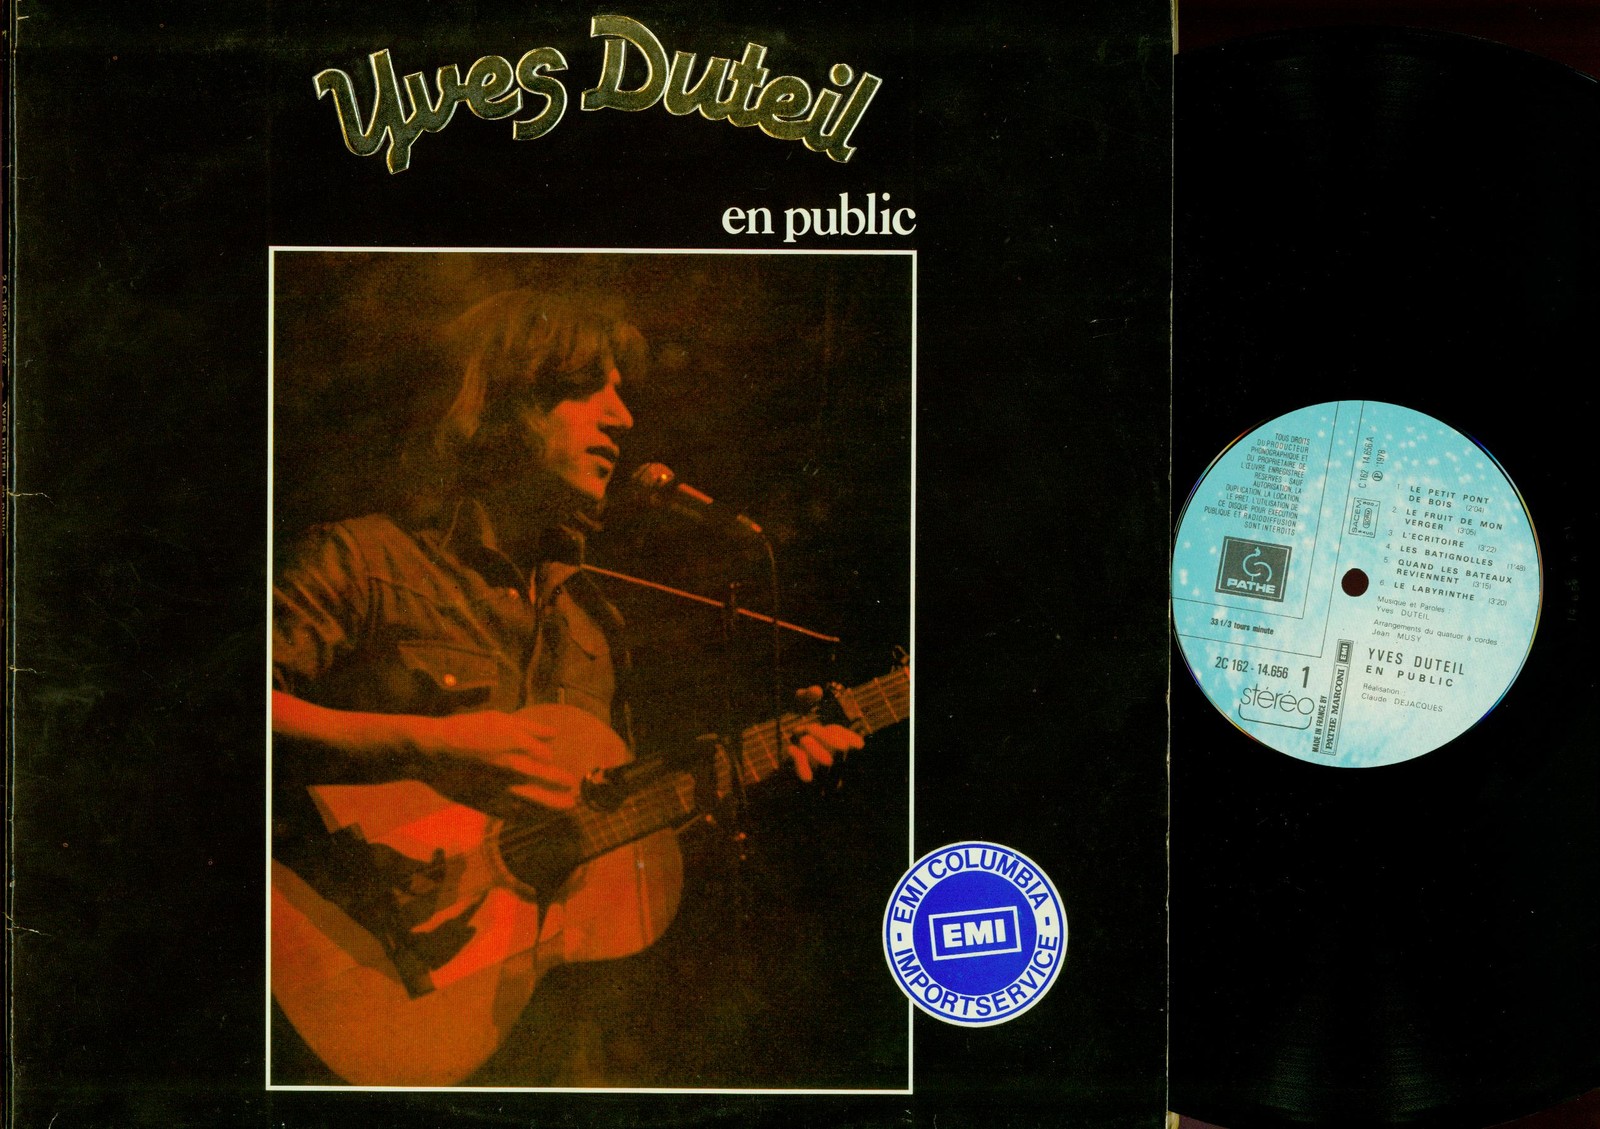 Yves Duteil
en public
EMI COLUMBIA
EMI
IMPORTSERVICE
TOUS DROITS
DU PRODUCTEUR
PHONOGRAPHIQUE ET
DU PROPRIETAIRE DE
L'ŒUVRE ENREGISTREE
RESERVES - SAUF
AUTORISATION, LA
DUPLICATION, LA LOCATION,
LE PRET, L'UTILISATION DE
CE DISQUE POUR EXECUTION
PUBLIQUE ET RADIODIFFUSION
SONT INTERDITS
PATHE
33 1/3 tours minute
2C 162 - 14.656 1
stéréo
MADE IN FRANCE BY
PATHE MARCONI EMI
C 162 14.656 A
℗ 1978
SACEM
1. LE PETIT PONT
DE BOIS (2'04)
2. LE FRUIT DE MON
VERGER (3'05)
3. L'ECRITOIRE (3'22)
4. LES BATIGNOLLES (1'48)
5. QUAND LES BATEAUX
REVIENNENT (3'15)
6. LE LABYRINTHE (3'20)
Musique et Paroles
Yves DUTEIL
Arrangements du quatuor à cordes
Jean MUSY
YVES DUTEIL
EN PUBLIC
Réalisation :
Claude DEJACQUES